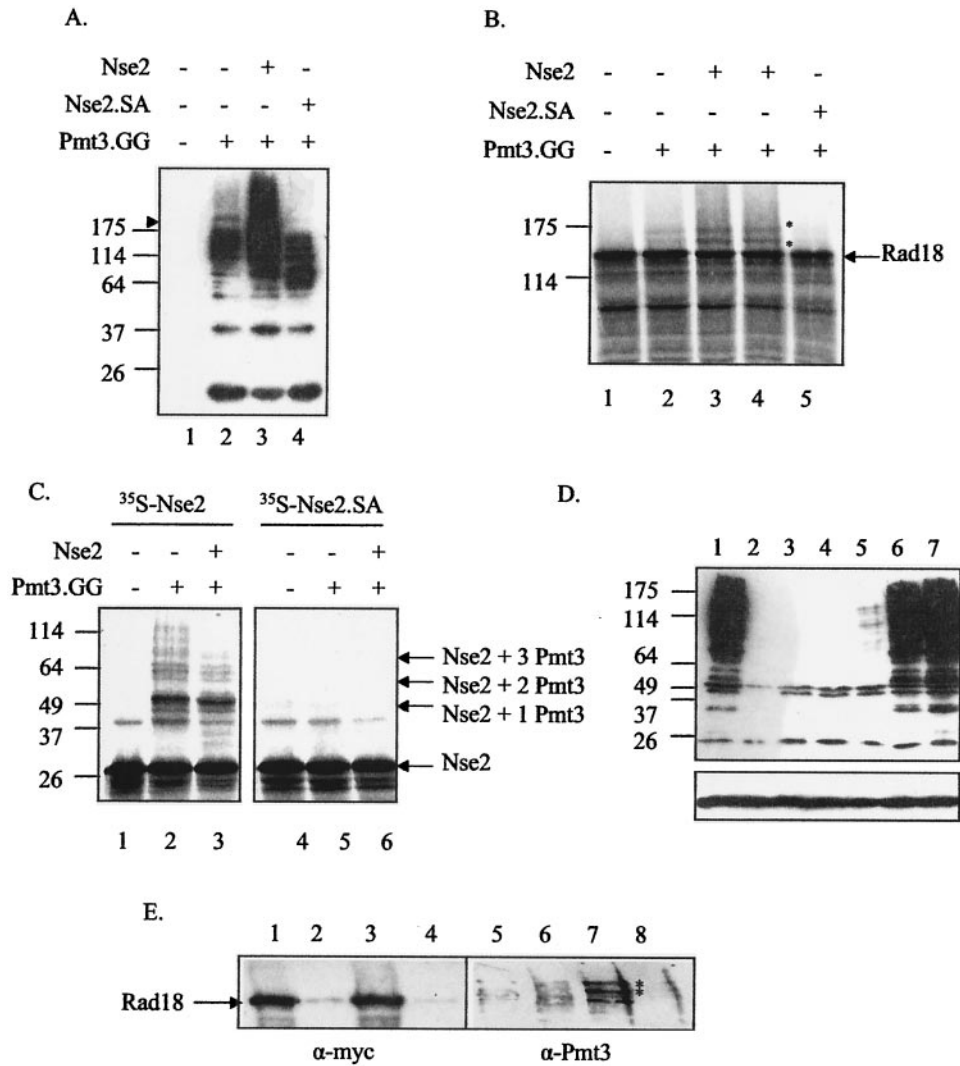 A.
Nse2 - - + -
Nse2.SA - - - +
Pmt3.GG - + + +
175
114
64
37
26
1 2 3 4
B.
Nse2 - - + + -
Nse2.SA - - - - +
Pmt3.GG - + + + +
175
*
*
Rad18
114
1 2 3 4 5
C.
35S-Nse2 35S-Nse2.SA
Nse2 - - + - - +
Pmt3.GG - + + - + +
114
64
49
37
26
Nse2 + 3 Pmt3
Nse2 + 2 Pmt3
Nse2 + 1 Pmt3
Nse2
1 2 3 4 5 6
D.
1 2 3 4 5 6 7
175
114
64
49
37
26
E.
1 2 3 4 5 6 7 8
Rad18
*
*
α-myc α-Pmt3